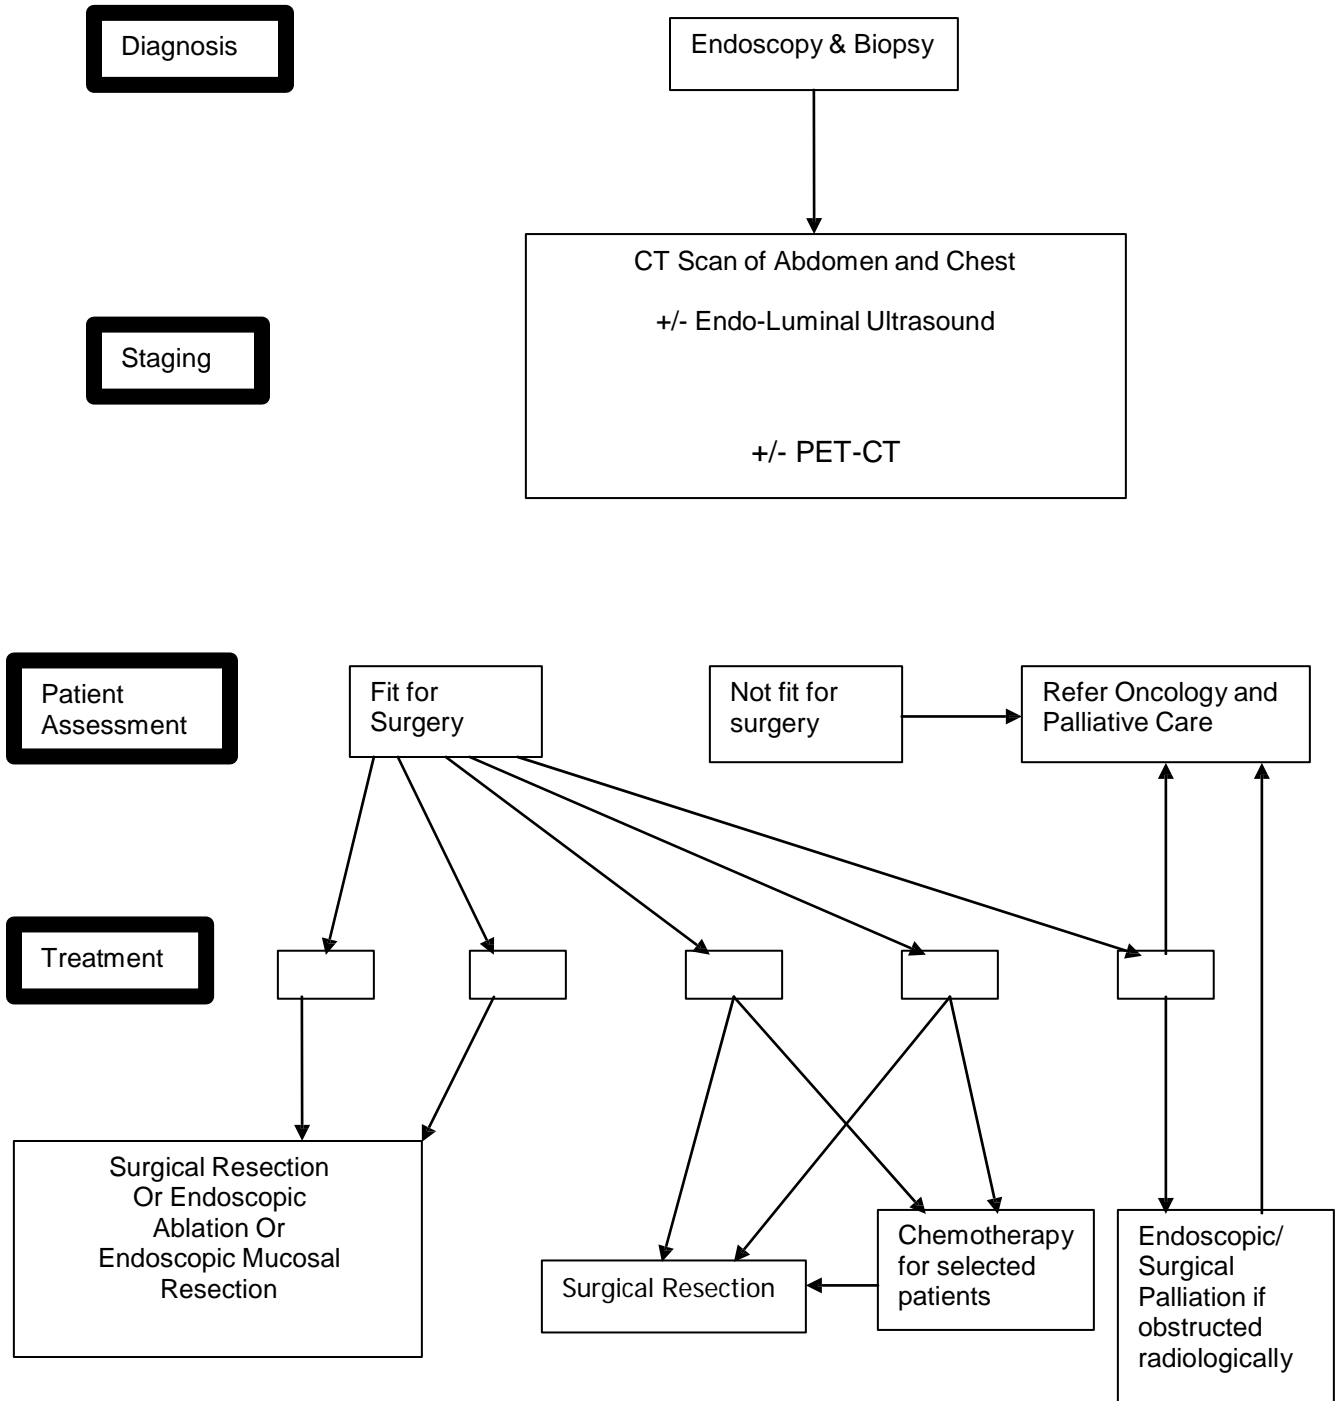 Diagnosis
Endoscopy & Biopsy
CT Scan of Abdomen and Chest
+/- Endo-Luminal Ultrasound
Staging
+/- PET-CT
Patient
Assessment
Fit for
Surgery
Not fit for
surgery
Refer Oncology and
Palliative Care
Treatment
Surgical Resection
Or Endoscopic
Ablation Or
Endoscopic Mucosal
Resection
Surgical Resection
Chemotherapy
for selected
patients
Endoscopic/
Surgical
Palliation if
obstructed
radiologically